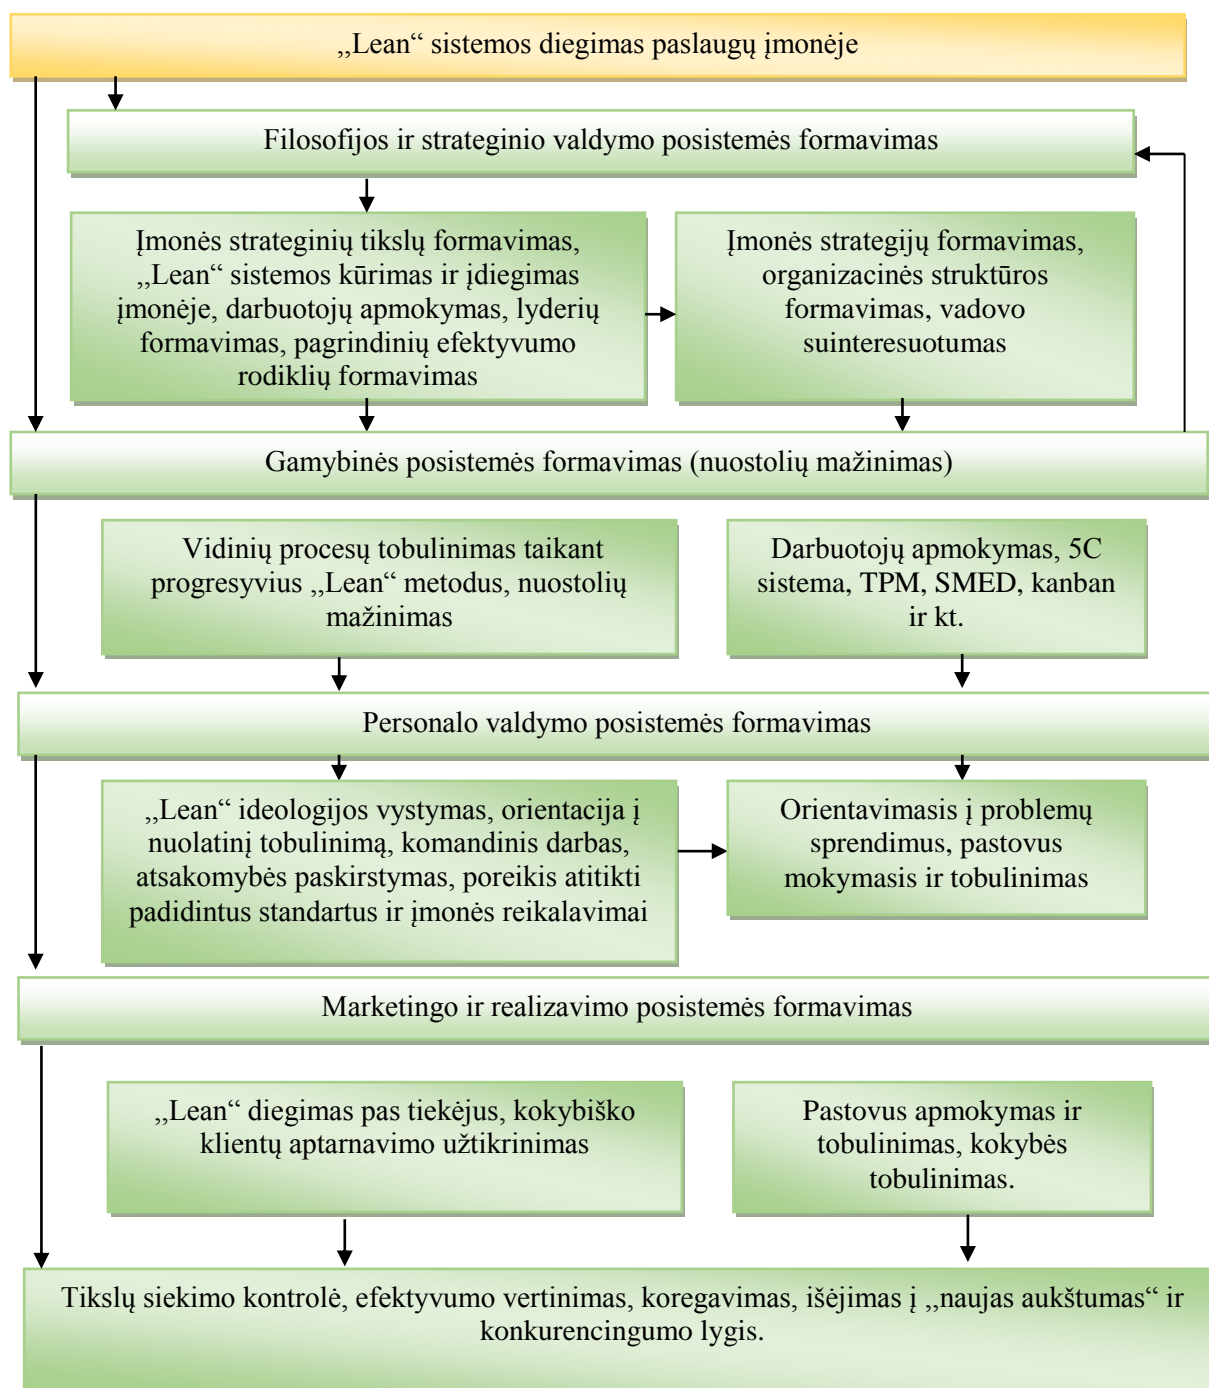 ,,Lean“ sistemos diegimas paslaugų įmonėje
Filosofijos ir strateginio valdymo posistemės formavimas
Įmonės strateginių tikslų formavimas,
,,Lean“ sistemos kūrimas ir įdiegimas
įmonėje, darbuotojų apmokymas, lyderių
formavimas, pagrindinių efektyvumo
rodiklių formavimas
Įmonės strategijų formavimas,
organizacinės struktūros
formavimas, vadovo
suinteresuotumas
Gamybinės posistemės formavimas (nuostolių mažinimas)
Vidinių procesų tobulinimas taikant
progresyvius ,,Lean“ metodus, nuostolių
mažinimas
Darbuotojų apmokymas, 5C
sistema, TPM, SMED, kanban
ir kt.
Personalo valdymo posistemės formavimas
,,Lean“ ideologijos vystymas, orientacija į
nuolatinį tobulinimą, komandinis darbas,
atsakomybės paskirstymas, poreikis atitikti
padidintus standartus ir įmonės reikalavimai
Orientavimasis į problemų
sprendimus, pastovus
mokymasis ir tobulinimas
Marketingo ir realizavimo posistemės formavimas
,,Lean“ diegimas pas tiekėjus, kokybiško
klientų aptarnavimo užtikrinimas
Pastovus apmokymas ir
tobulinimas, kokybės
tobulinimas.
Tikslų siekimo kontrolė, efektyvumo vertinimas, koregavimas, išėjimas į ,,naujas aukštumas“ ir
konkurencingumo lygis.